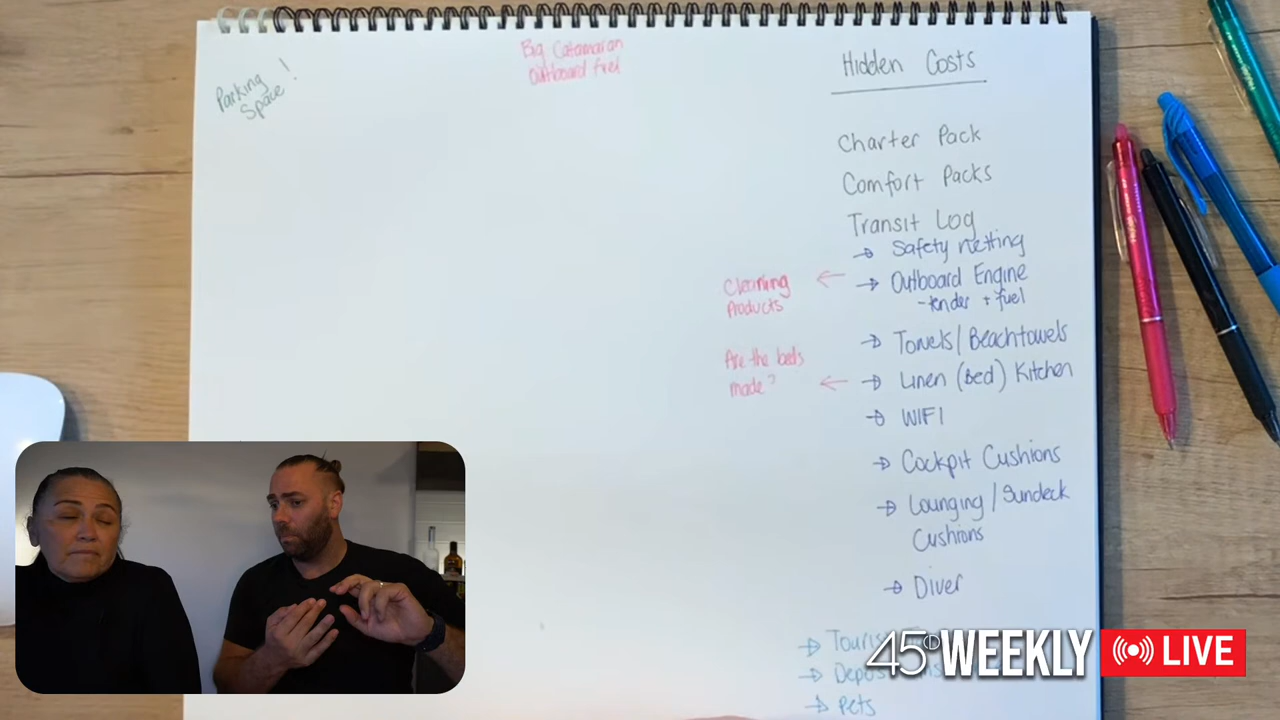 Parking
Space !
Big Catamaran
outboard fuel
Hidden Costs
Charter Pack
Comfort Packs
Transit Log
→ Safety netting
Cleaning
Products
← → Outboard Engine
- tender + fuel
→ Towels/Beachtowels
Are the beds
made?
← → Linen (Bed) Kitchen
→ WIFI
→ Cockpit Cushions
→ Lounging/Sundeck
Cushions
→ Diver
→
→
→ Pets
45° WEEKLY LIVE